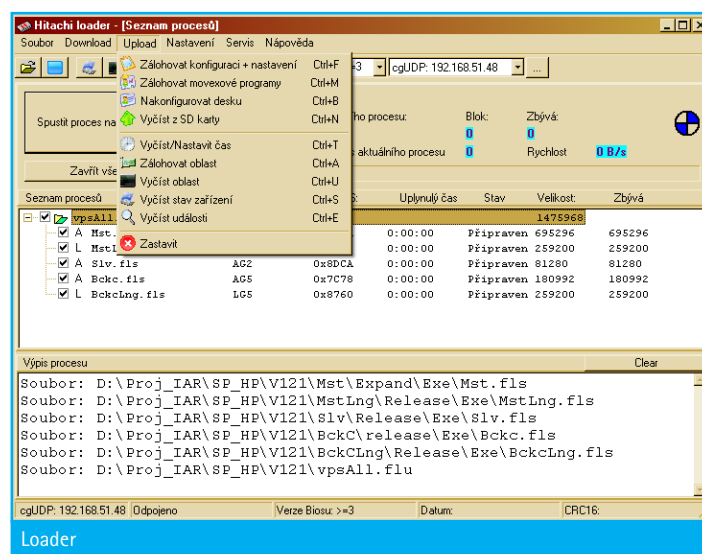 Hitachi loader - [Seznam procesů]
Soubor Download Upload Nastavení Servis Nápověda
Zálohovat konfiguraci + nastavení Ctrl+F
Zálohovat movexové programy Ctrl+M
Nakonfigurovat desku Ctrl+B
Vyčíst z SD karty Ctrl+N
Vyčíst/Nastavit čas Ctrl+T
Zálohovat oblast Ctrl+A
Vyčíst oblast Ctrl+U
Vyčíst stav zařízení Ctrl+S
Vyčíst události Ctrl+E
Zastavit
=3 cgUDP: 192.168.51.48 ...
Spustit proces na
Zavřít vše
procesu: Blok: Zbývá:
0 0
aktuálního procesu 0 Rychlost 0 B/s
Seznam procesů Uplynulý čas Stav Velikost: Zbývá
vpsAll. 1475968
A Mst. 0:00:00 Připraven 695296 695296
L MstL 0:00:00 Připraven 259200 259200
A Slv.fls AG2 0x8DCA 0:00:00 Připraven 81280 81280
A Bckc.fls AG5 0x7C78 0:00:00 Připraven 180992 180992
L BckcLng.fls LG5 0x8760 0:00:00 Připraven 259200 259200
Výpis procesu Clear
Soubor: D:\Proj_IAR\SP_HP\V121\Mst\Expand\Exe\Mst.fls
Soubor: D:\Proj_IAR\SP_HP\V121\MstLng\Release\Exe\MstLng.fls
Soubor: D:\Proj_IAR\SP_HP\V121\Slv\Release\Exe\Slv.fls
Soubor: D:\Proj_IAR\SP_HP\V121\BckC\release\Exe\Bckc.fls
Soubor: D:\Proj_IAR\SP_HP\V121\BckCLng\Release\Exe\BckcLng.fls
Soubor: D:\Proj_IAR\SP_HP\V121\vpsAll.flu
cgUDP: 192.168.51.48 Odpojeno Verze Biosu: >=3 Datum: CRC16:
Loader